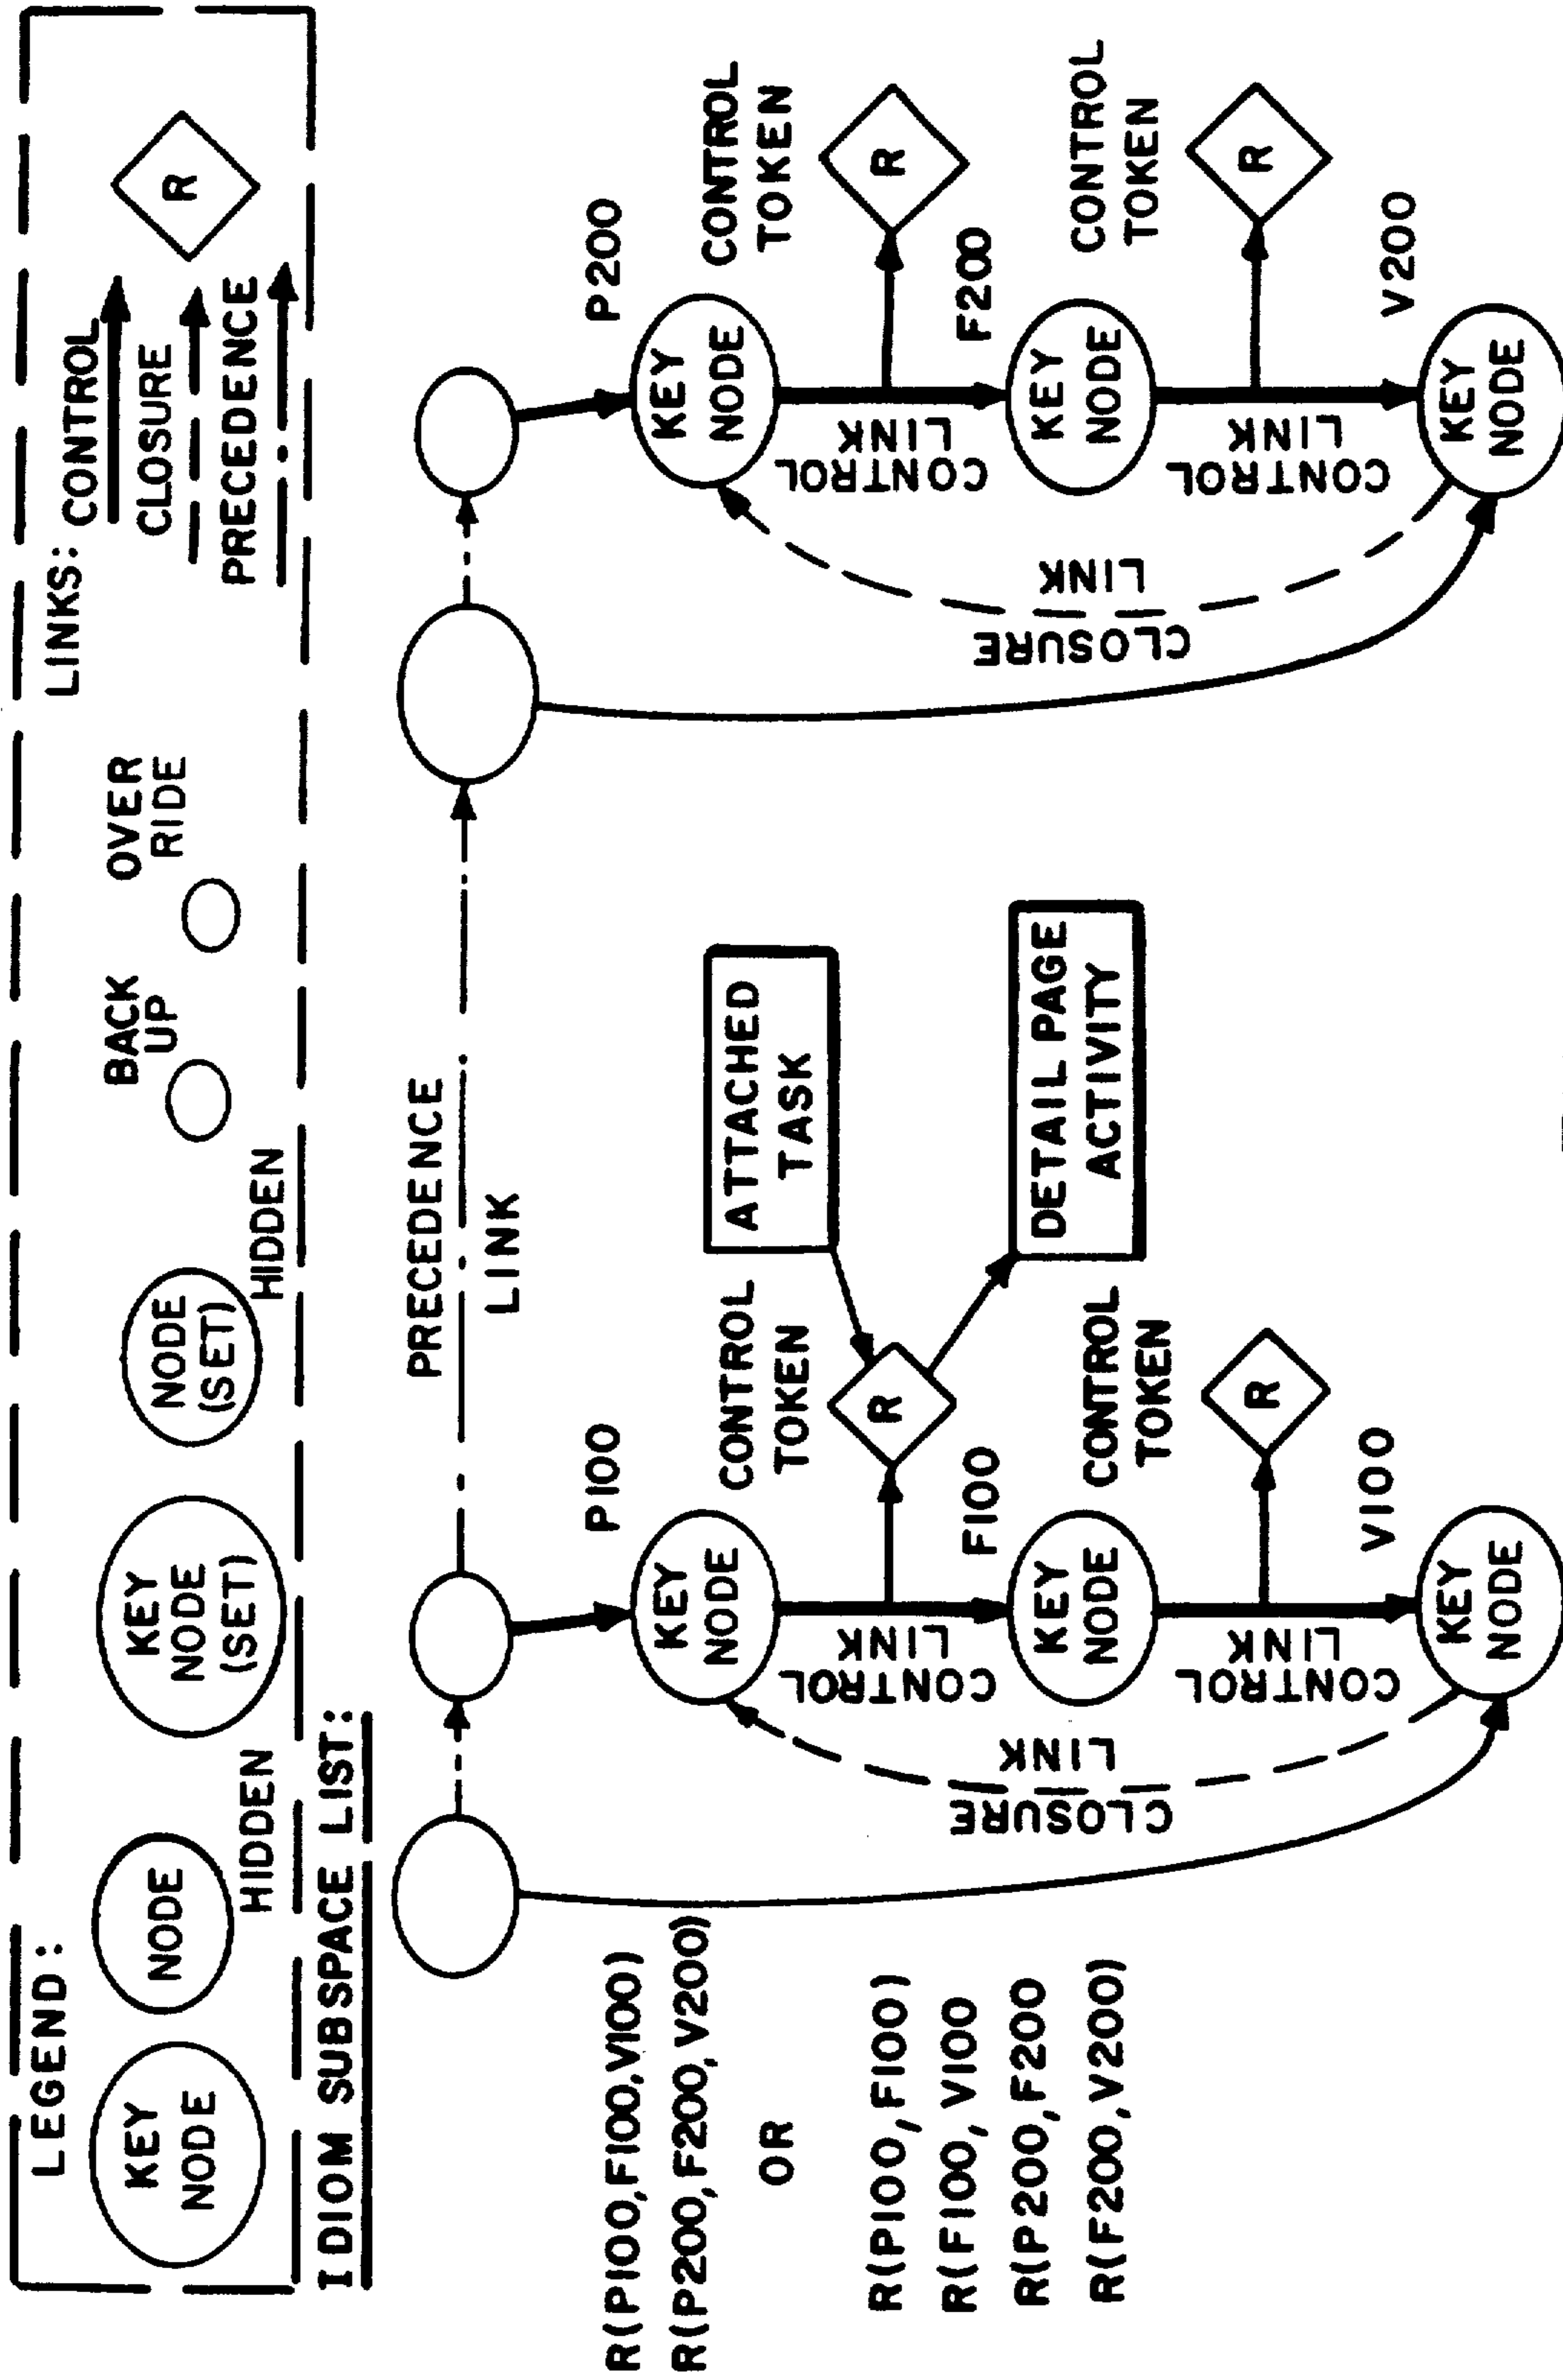 LEGEND:
KEY
NODE
NODE
HIDDEN
KEY
NODE
(SET)
NODE
(SET)
HIDDEN
BACK
UP
OVER
RIDE
LINKS:
CONTROL
CLOSURE
PRECEDENCE
R
IDIOM SUBSPACE LIST:
R(P100,F100,V100)
R(P200,F200,V200)
OR
R(P100,F100)
R(F100,V100
R(P200,F200
R(F200,V200)
PRECEDENCE
LINK
P100
KEY
NODE
CONTROL
LINK
CONTROL
TOKEN
R
ATTACHED
TASK
DETAIL PAGE
ACTIVITY
F100
KEY
NODE
CONTROL
LINK
CONTROL
TOKEN
R
V100
KEY
NODE
CLOSURE
LINK
P200
KEY
NODE
CONTROL
LINK
CONTROL
TOKEN
R
F200
KEY
NODE
CONTROL
LINK
CONTROL
TOKEN
R
V200
KEY
NODE
CLOSURE
LINK